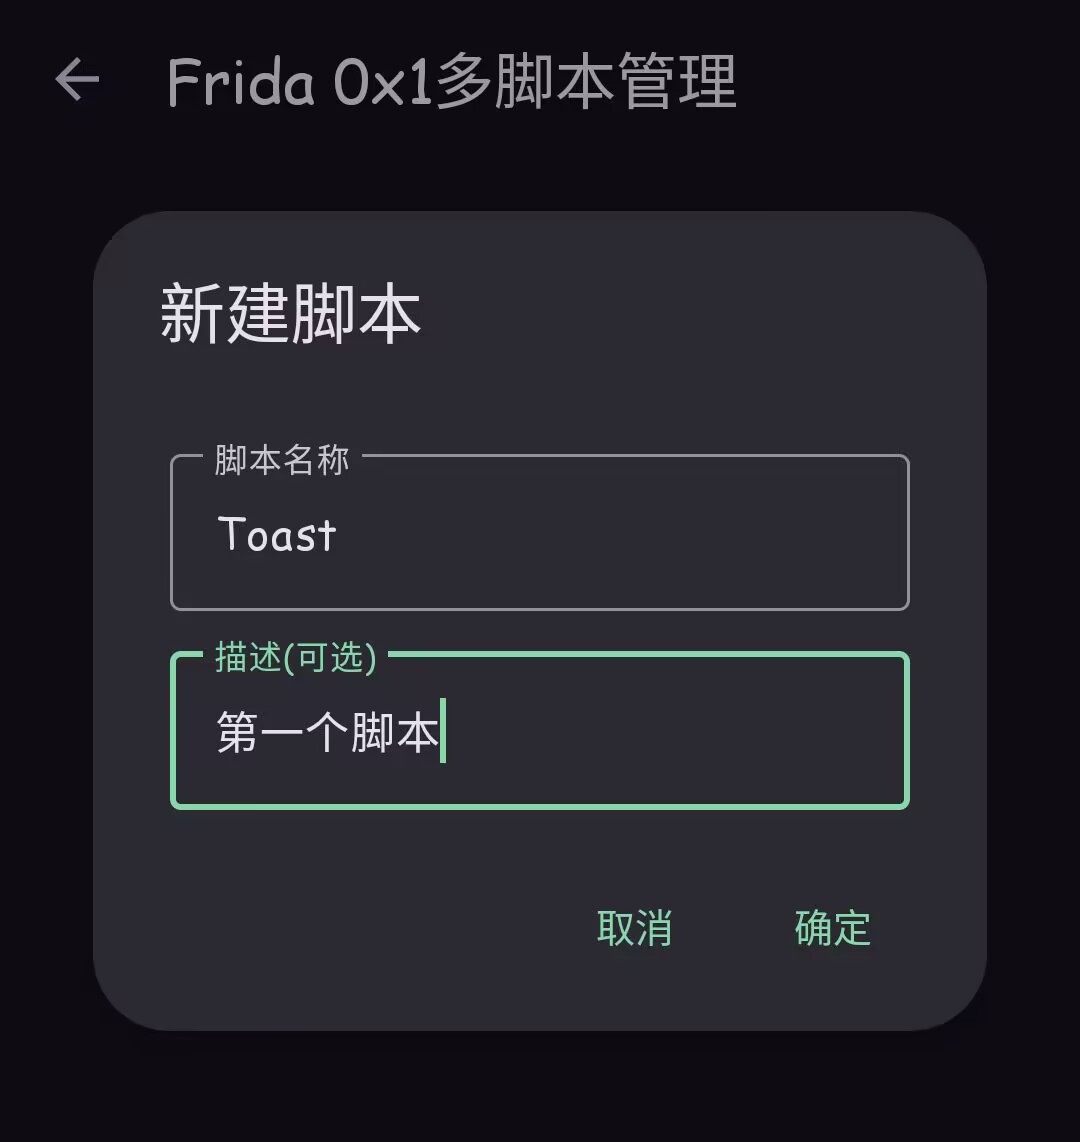 Frida 0x1多脚本管理
新建脚本
脚本名称
Toast
描述(可选)
第一个脚本
取消 确定